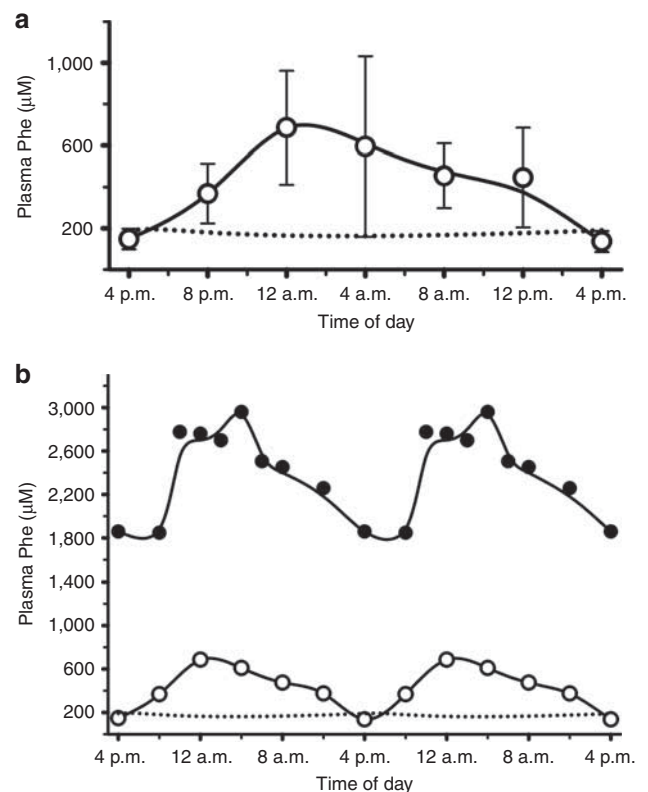 a
Plasma Phe (μM)
1,000
600
200
4 p.m. 8 p.m. 12 a.m. 4 a.m. 8 a.m. 12 p.m. 4 p.m.
Time of day
b
Plasma Phe (μM)
3,000
2,600
2,200
1,800
1,400
1,000
600
200
4 p.m. 12 a.m. 8 a.m. 4 p.m. 12 a.m. 8 a.m. 4 p.m.
Time of day